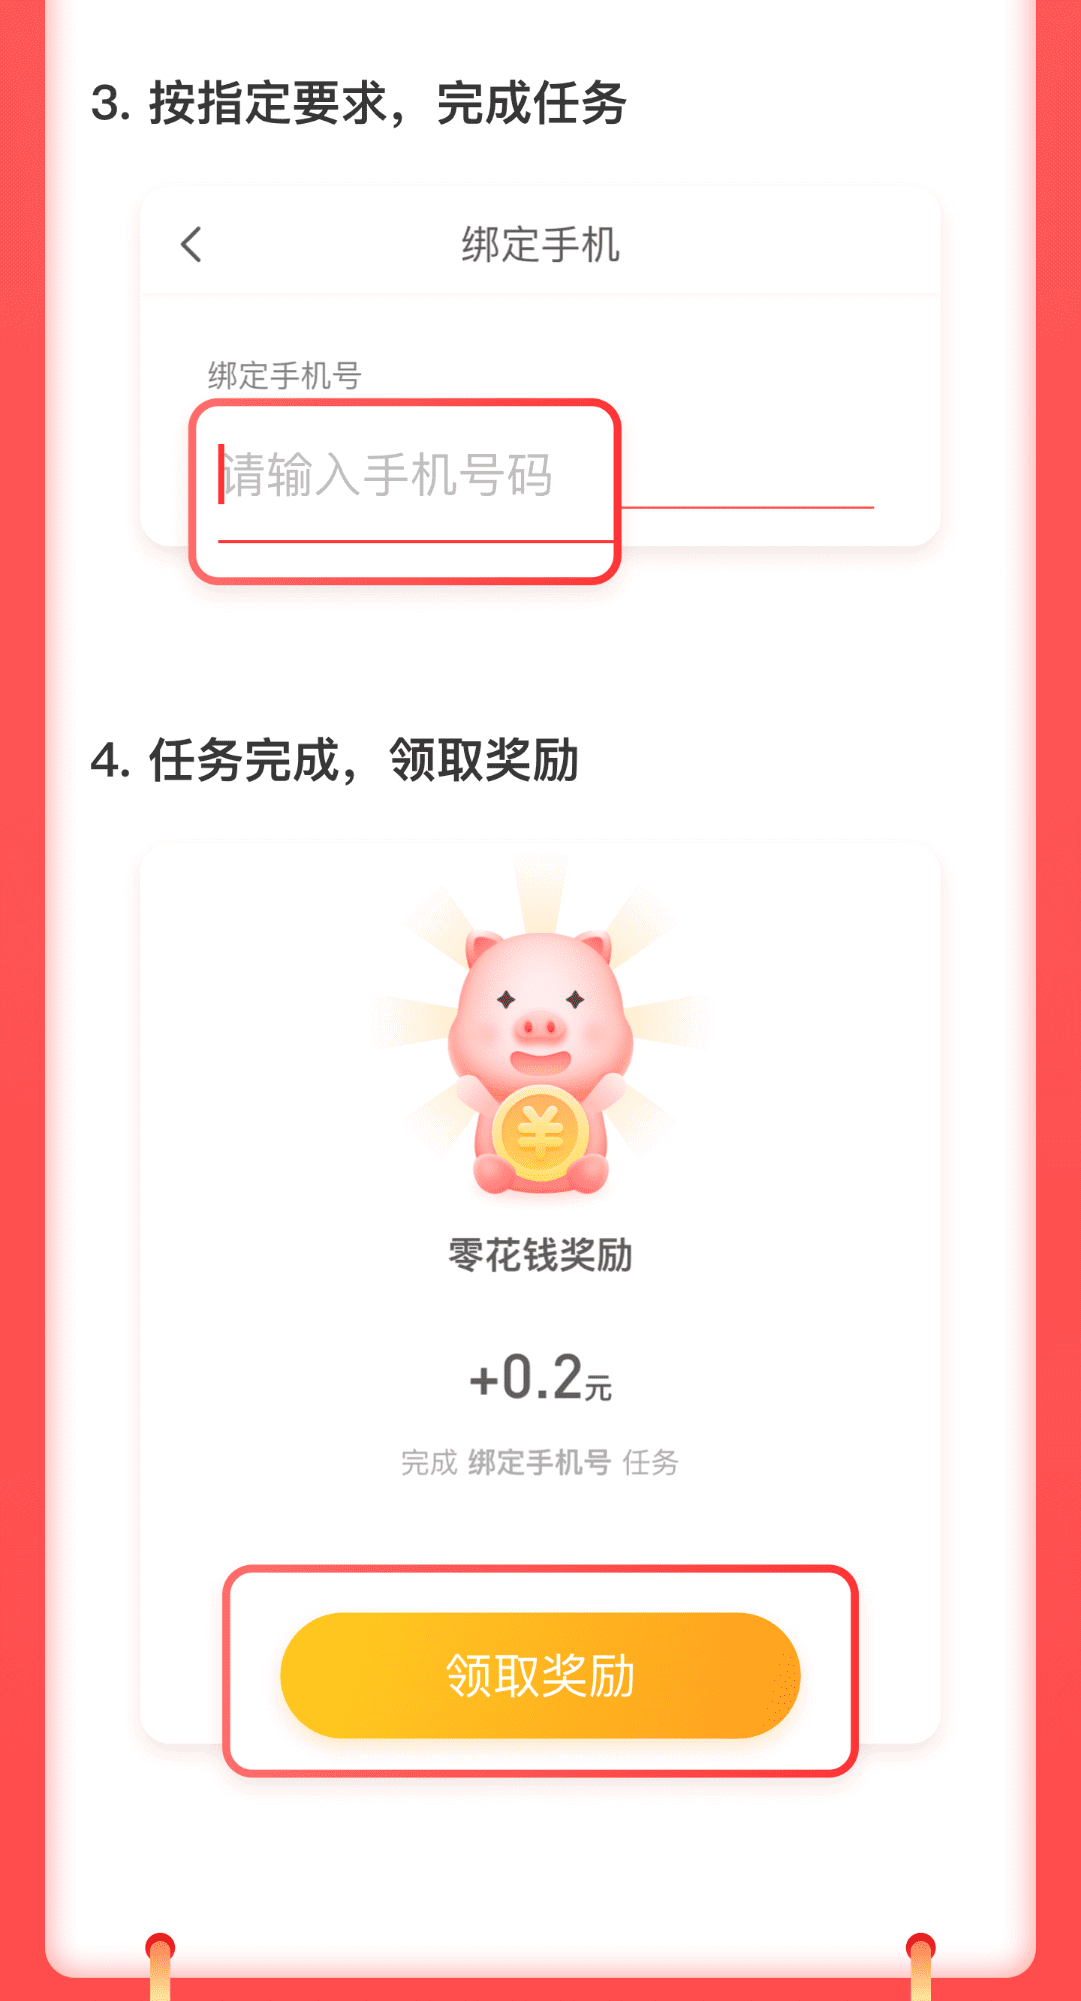 3. 按指定要求，完成任务
绑定手机
绑定手机号
请输入手机号码
4. 任务完成，领取奖励
¥
零花钱奖励
+0.2元
完成 绑定手机号 任务
领取奖励